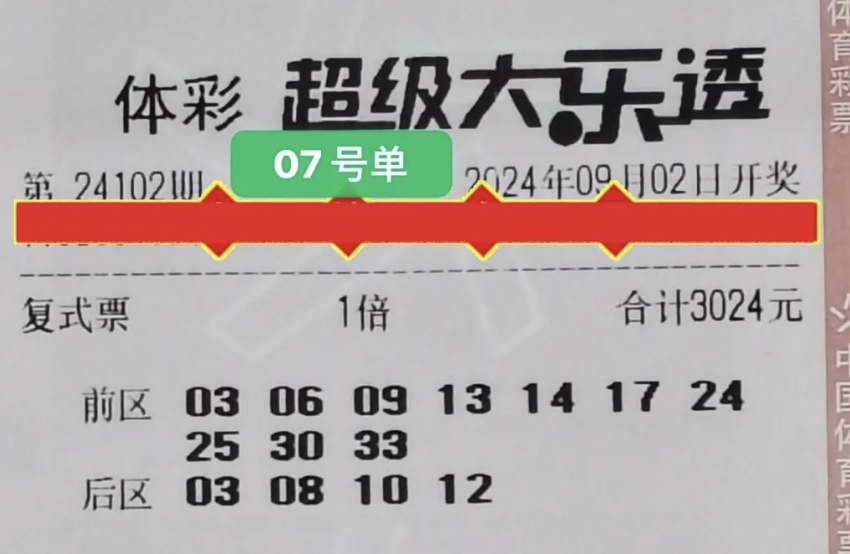 体彩 超级大乐透
07 号单
第 24102期 2024年09月02日开奖
复式票 1倍 合计3024元
前区 03 06 09 13 14 17 24
25 30 33
后区 03 08 10 12
体育彩票
中国体育彩票